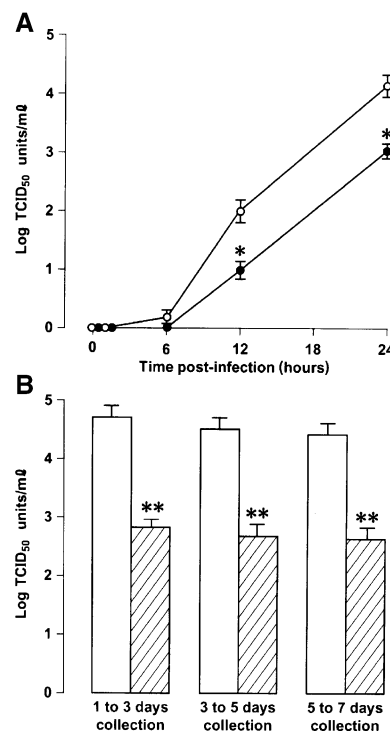 A
5
4
3
2
1
0
Log TCID50 units/mℓ
*
*
0
6
12
18
24
Time post-infection (hours)
B
5
4
3
2
1
0
Log TCID50 units/mℓ
**
**
**
1 to 3 days
collection
3 to 5 days
collection
5 to 7 days
collection